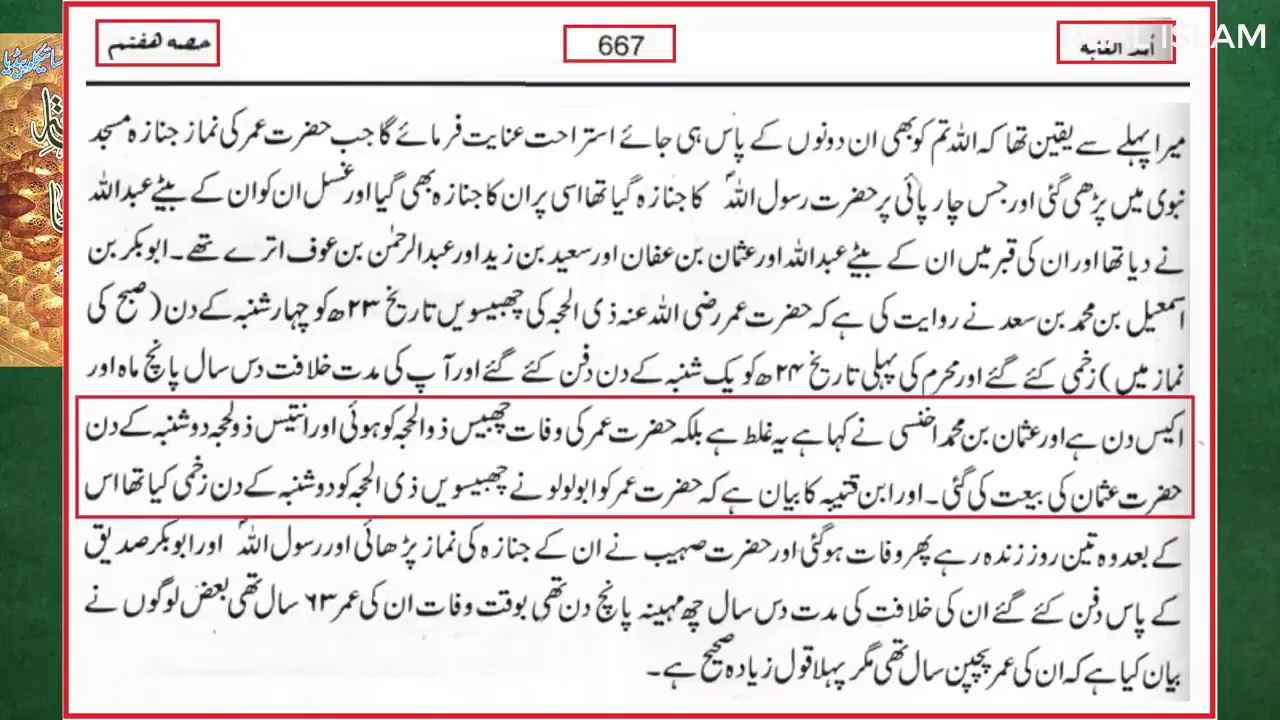 حصہ ہفتم
667
أسد الغابہ
ISLAM
میرا پہلے سے یقین تھا کہ اللہ تم کو بھی ان دونوں کے پاس ہی جائے استراحت عنایت فرمائے گا جب حضرت عمر کی نماز جنازہ مسجد
نبوی میں پڑھی گئی اور جس چارپائی پر حضرت رسول اللہؐ کا جنازہ گیا تھا اسی پر ان کا جنازہ بھی گیا اور غسل ان کو ان کے بیٹے عبداللہ
نے دیا تھا اور ان کی قبر میں ان کے بیٹے عبداللہ اور عثمان بن عفان اور سعید بن زید اور عبدالرحمٰن بن عوف اترے تھے۔ ابوبکر بن
اسمعیل بن محمد بن سعد نے روایت کی ہے کہ حضرت عمر رضی اللہ عنہ ذی الحجہ کی چھبیسویں تاریخ ۲۳ھ کو چہار شنبہ کے دن (صبح کی
نماز میں) زخمی کئے گئے اور محرم کی پہلی تاریخ ۲۴ھ کو یک شنبہ کے دن دفن کئے گئے اور آپ کی مدت خلافت دس سال پانچ ماہ اور
اکیس دن ہے اور عثمان بن محمد اخنسی نے کہا ہے یہ غلط ہے بلکہ حضرت عمر کی وفات چھبیس ذوالحجہ کو ہوئی اور انتیس ذولحجہ دوشنبہ کے دن
حضرت عثمان کی بیعت کی گئی۔ اور ابن قتیبہ کا بیان ہے کہ حضرت عمر کو ابولولو نے چھبیسویں ذی الحجہ کو دوشنبہ کے دن زخمی کیا تھا اس
کے بعد وہ تین روز زندہ رہے پھر وفات ہوگئی اور حضرت صہیب نے ان کے جنازہ کی نماز پڑھائی اور رسول اللہؐ اور ابوبکر صدیق
کے پاس دفن کئے گئے ان کی خلافت کی مدت دس سال چھ مہینہ پانچ دن تھی بوقت وفات ان کی عمر ۶۳ سال تھی بعض لوگوں نے
بیان کیا ہے کہ ان کی عمر پچپن سال تھی مگر پہلا قول زیادہ صحیح ہے۔